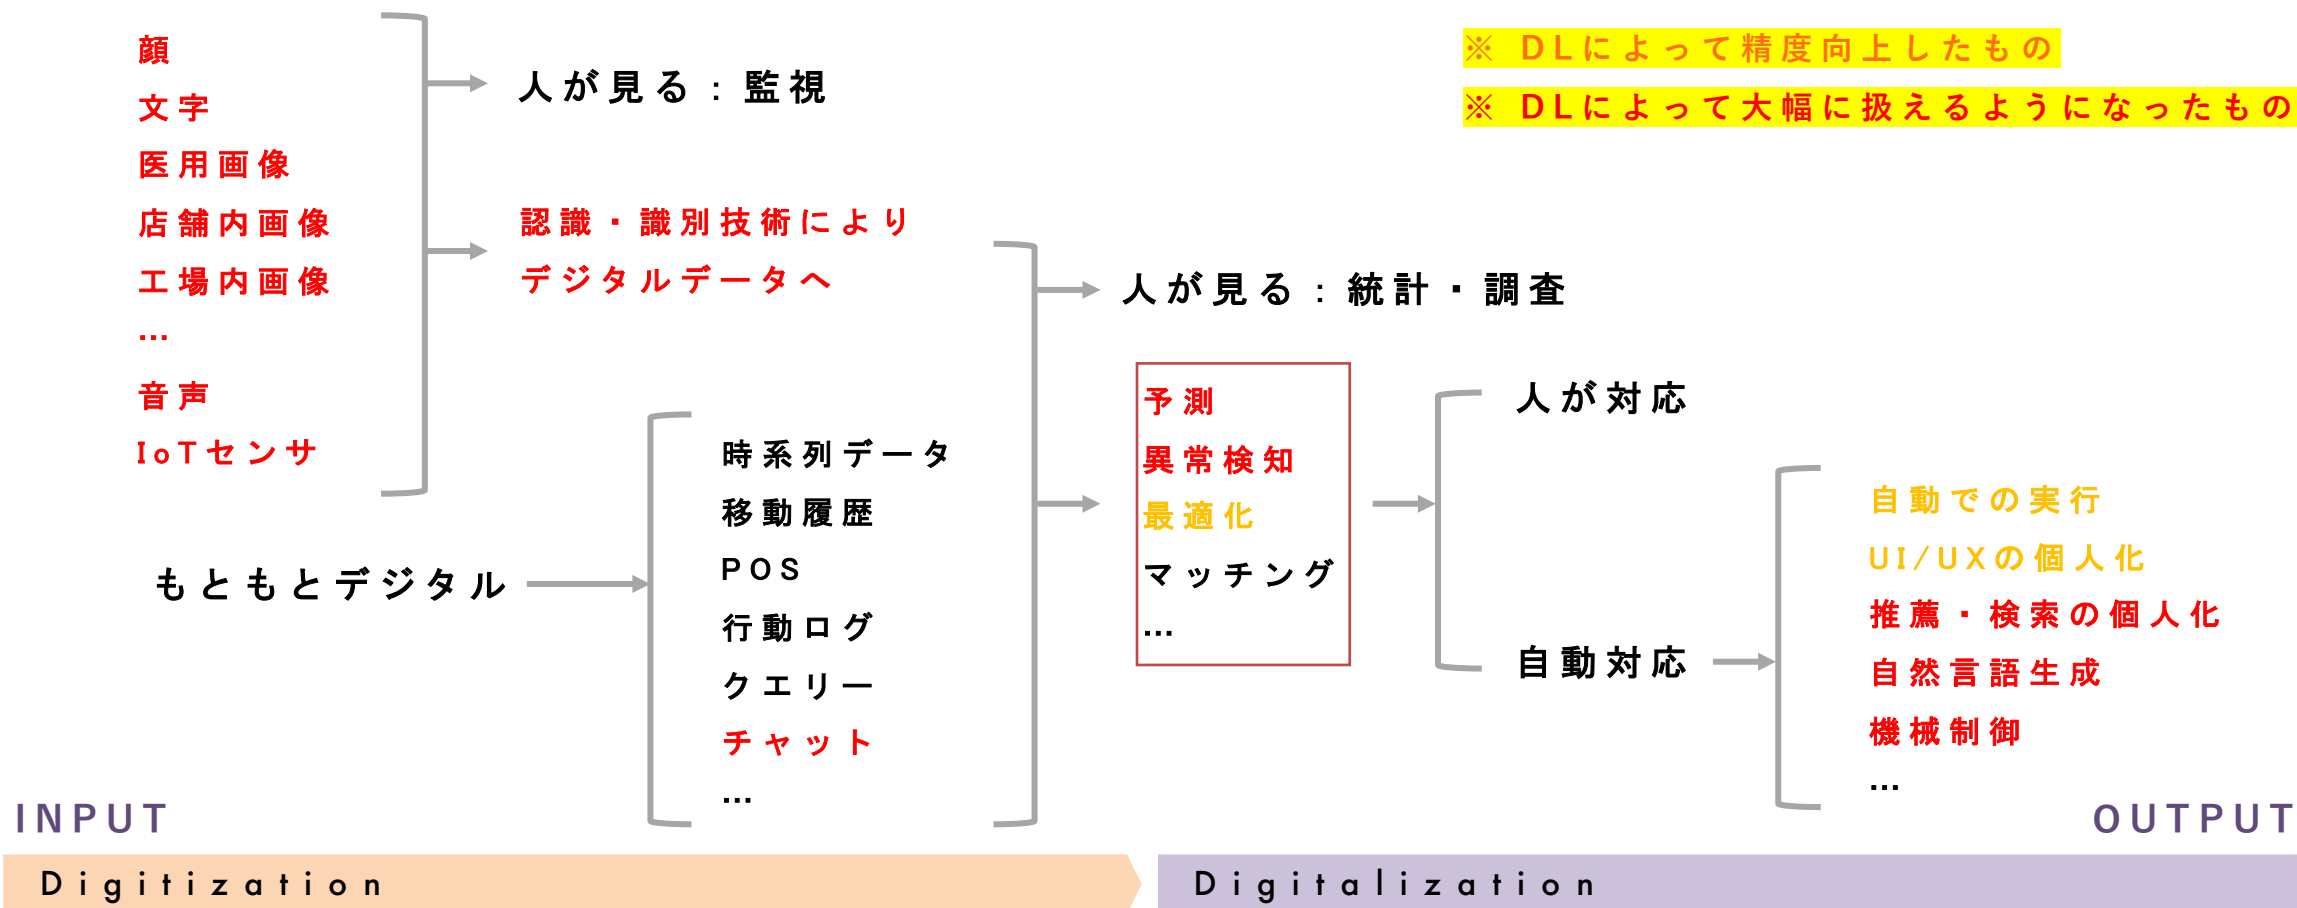 ※ DLによって精度向上したもの
※ DLによって大幅に扱えるようになったもの
顔
文字
医用画像
店舗内画像
工場内画像
…
音声
IoTセンサ
人が見る：監視
認識・識別技術により
デジタルデータへ
もともとデジタル
時系列データ
移動履歴
POS
行動ログ
クエリー
チャット
…
人が見る：統計・調査
予測
異常検知
最適化
マッチング
…
人が対応
自動対応
自動での実行
UI/UXの個人化
推薦・検索の個人化
自然言語生成
機械制御
…
INPUT
OUTPUT
Digitization
Digitalization